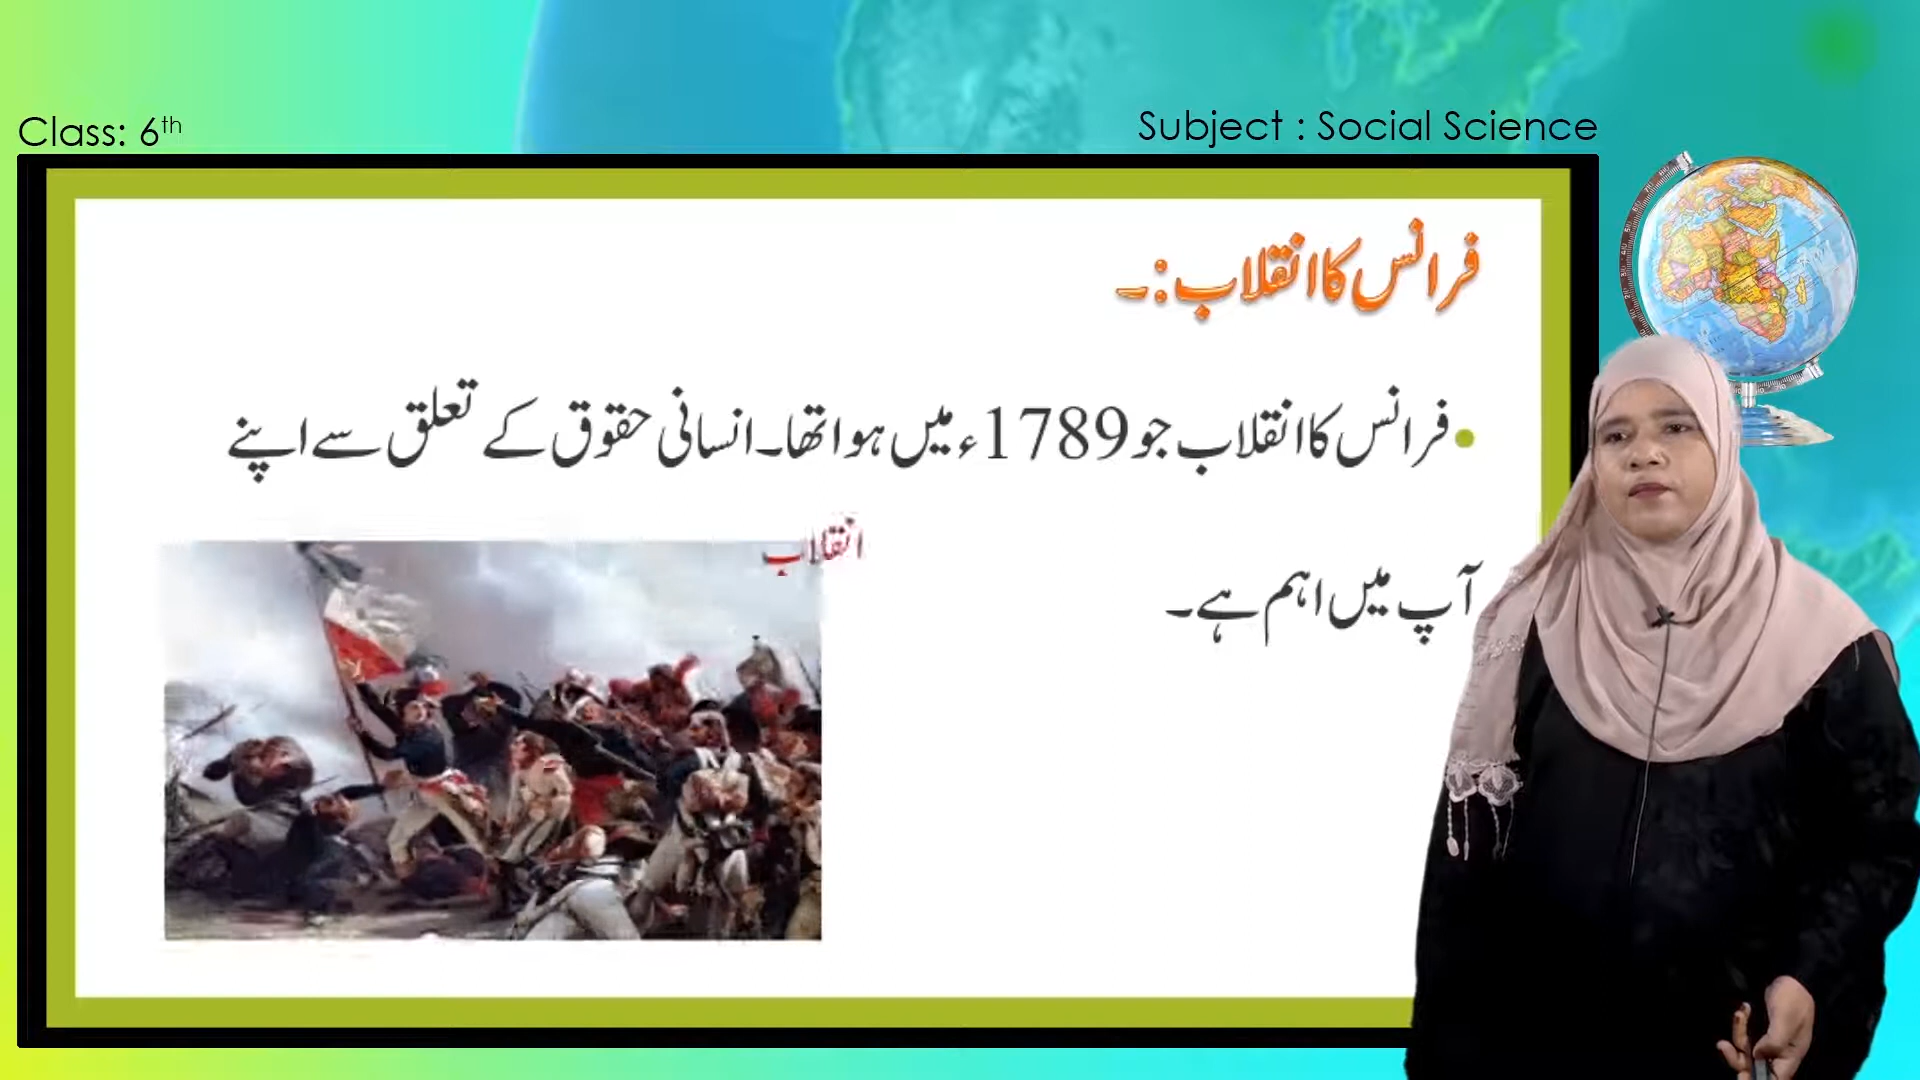 Class: 6th
Subject : Social Science
فرانس کا انقلاب :۔
•فرانس کا انقلاب جو 1789ء میں ہوا تھا۔ انسانی حقوق کے تعلق سے اپنے
انقلاب
آپ میں اہم ہے۔